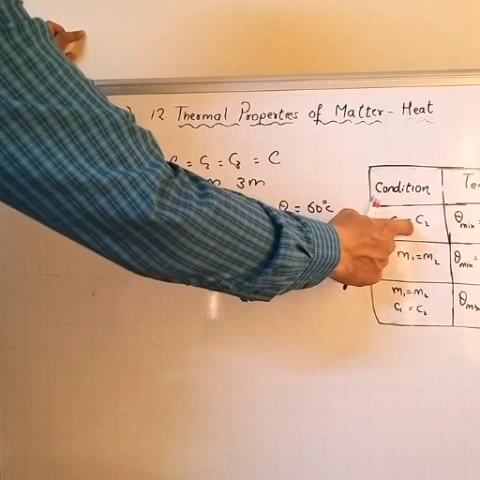 ) 12. Thermal Properties of Matter - Heat
= C₂ = C₃ = C
3m
θ = 60°C
Condition
= C₂ θmix =
m₁ = m₂ θmix =
m₁ = m₂
C₁ = C₂